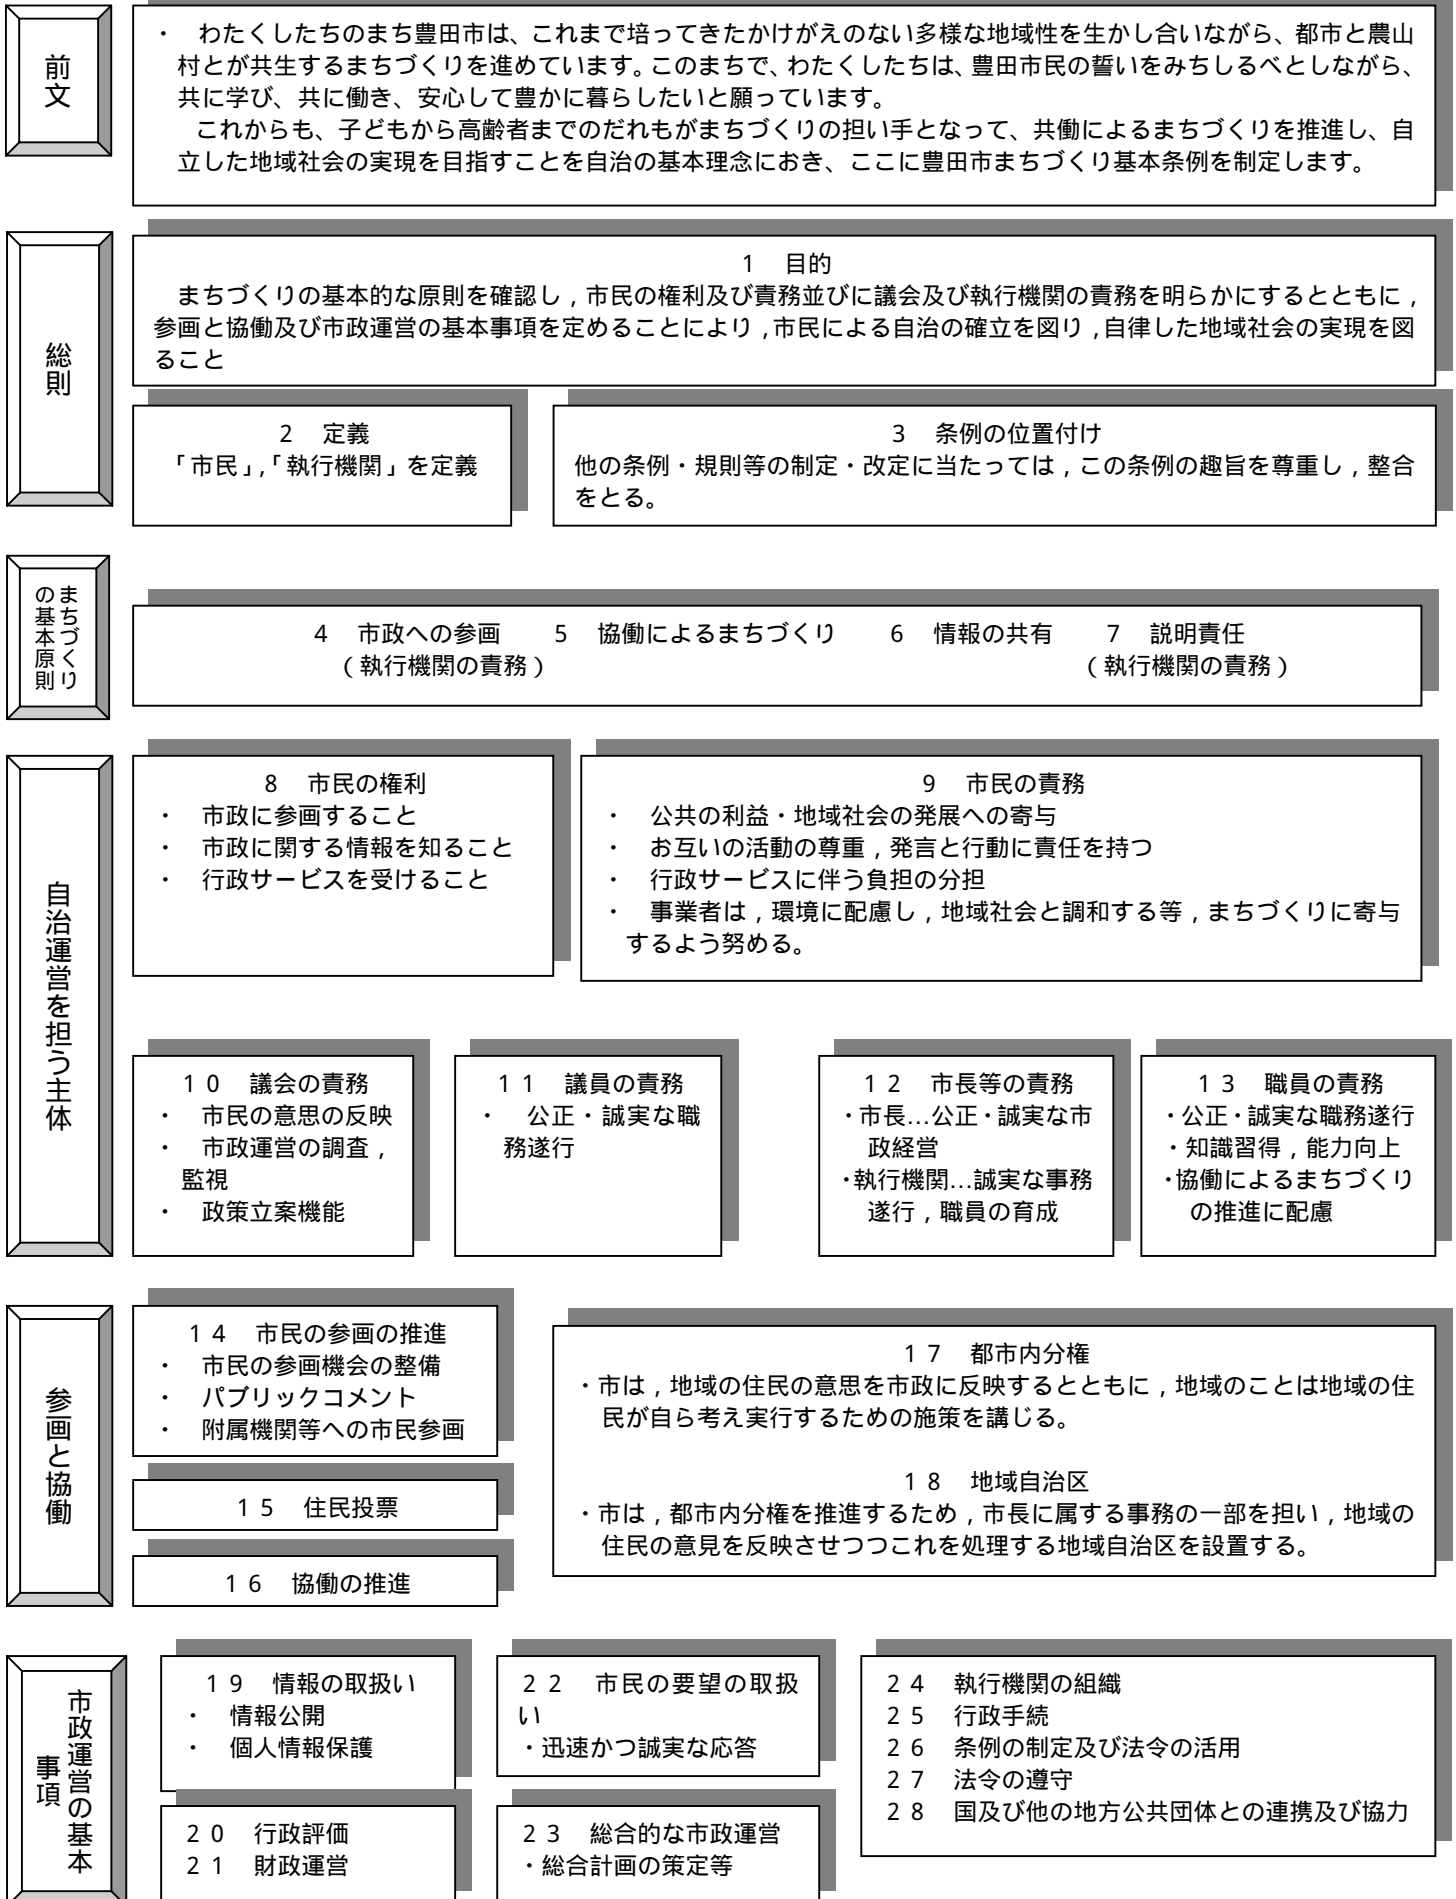 前文
・　わたくしたちのまち豊田市は、これまで培ってきたかけがえのない多様な地域性を生かし合いながら、都市と農山
村とが共生するまちづくりを進めています。このまちで、わたくしたちは、豊田市民の誓いをみちしるべとしながら、
共に学び、共に働き、安心して豊かに暮らしたいと願っています。
これからも、子どもから高齢者までのだれもがまちづくりの担い手となって、共働によるまちづくりを推進し、自
立した地域社会の実現を目指すことを自治の基本理念におき、ここに豊田市まちづくり基本条例を制定します。
総則
1　目的
まちづくりの基本的な原則を確認し，市民の権利及び責務並びに議会及び執行機関の責務を明らかにするとともに，
参画と協働及び市政運営の基本事項を定めることにより，市民による自治の確立を図り，自律した地域社会の実現を図
ること
2　定義
「市民」，「執行機関」を定義
3　条例の位置付け
他の条例・規則等の制定・改定に当たっては，この条例の趣旨を尊重し，整合
をとる。
まちづくり
の基本原則
4　市政への参画　5　協働によるまちづくり　6　情報の共有　7　説明責任
（執行機関の責務）　（執行機関の責務）
自治運営を担う主体
8　市民の権利
・　市政に参画すること
・　市政に関する情報を知ること
・　行政サービスを受けること
9　市民の責務
・　公共の利益・地域社会の発展への寄与
・　お互いの活動の尊重，発言と行動に責任を持つ
・　行政サービスに伴う負担の分担
・　事業者は，環境に配慮し，地域社会と調和する等，まちづくりに寄与
するよう努める。
10　議会の責務
・　市民の意思の反映
・　市政運営の調査，
監視
・　政策立案機能
11　議員の責務
・　公正・誠実な職
務遂行
12　市長等の責務
・市長…公正・誠実な市
政経営
・執行機関…誠実な事務
遂行，職員の育成
13　職員の責務
・公正・誠実な職務遂行
・知識習得，能力向上
・協働によるまちづくり
の推進に配慮
参画と協働
14　市民の参画の推進
・　市民の参画機会の整備
・　パブリックコメント
・　附属機関等への市民参画
15　住民投票
16　協働の推進
17　都市内分権
・市は，地域の住民の意思を市政に反映するとともに，地域のことは地域の住
民が自ら考え実行するための施策を講じる。
18　地域自治区
・市は，都市内分権を推進するため，市長に属する事務の一部を担い，地域の
住民の意見を反映させつつこれを処理する地域自治区を設置する。
市政運営の基本
事項
19　情報の取扱い
・　情報公開
・　個人情報保護
20　行政評価
21　財政運営
22　市民の要望の取扱
い
・迅速かつ誠実な応答
23　総合的な市政運営
・総合計画の策定等
24　執行機関の組織
25　行政手続
26　条例の制定及び法令の活用
27　法令の遵守
28　国及び他の地方公共団体との連携及び協力